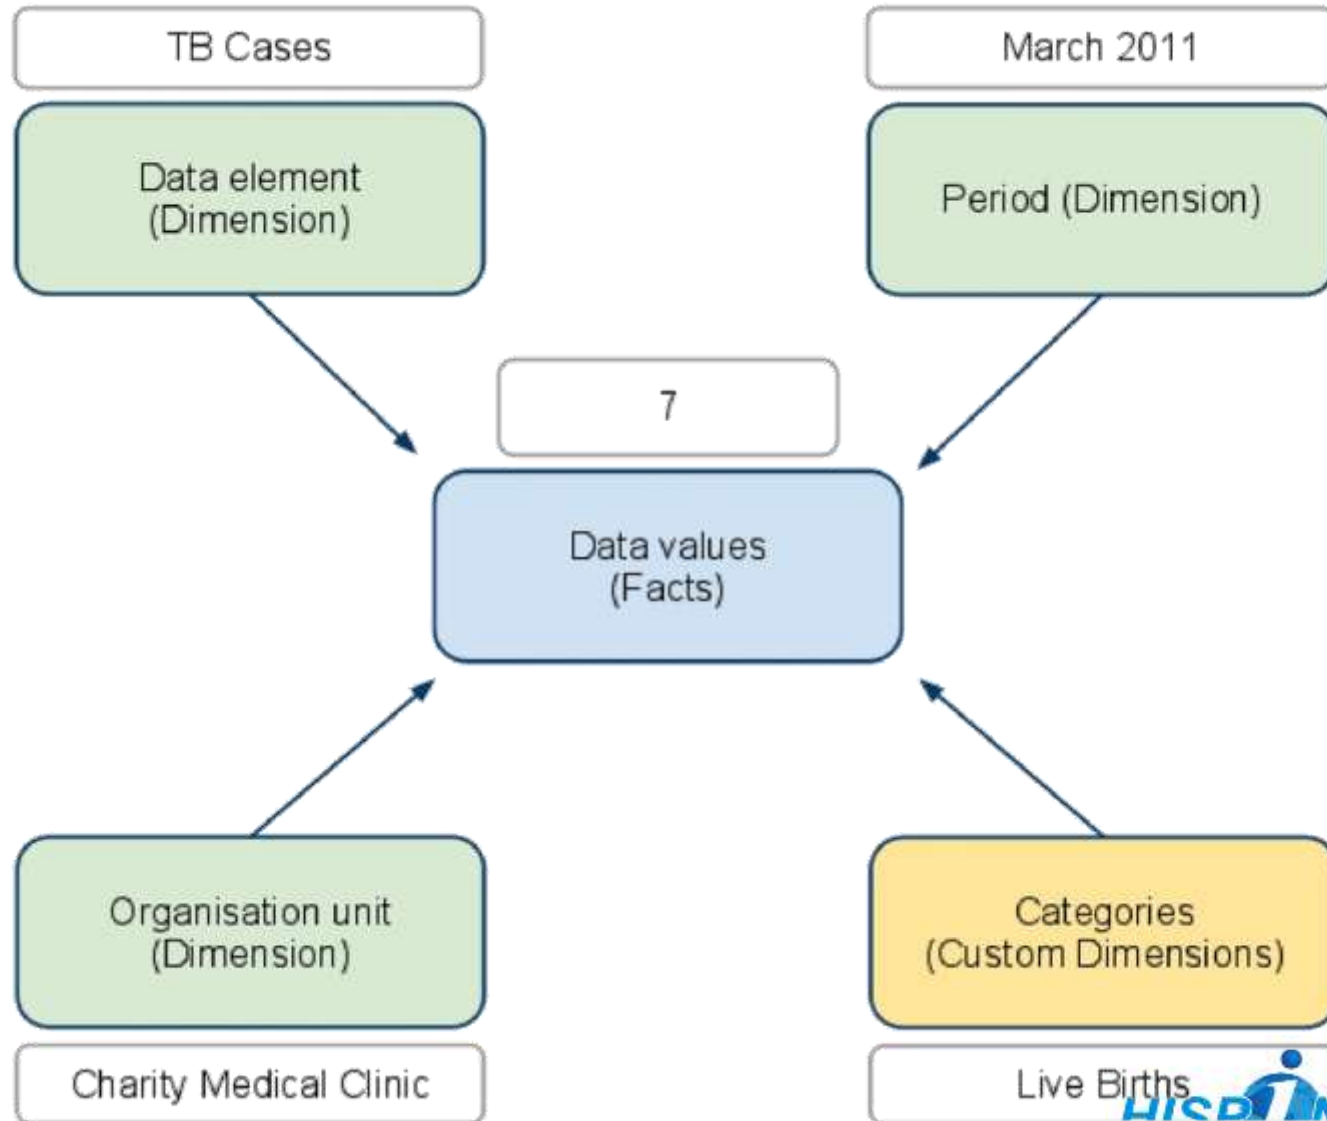 TB Cases
March 2011
Data element
(Dimension)
Period (Dimension)
7
Data values
(Facts)
Organisation unit
(Dimension)
Categories
(Custom Dimensions)
Charity Medical Clinic
Live Births